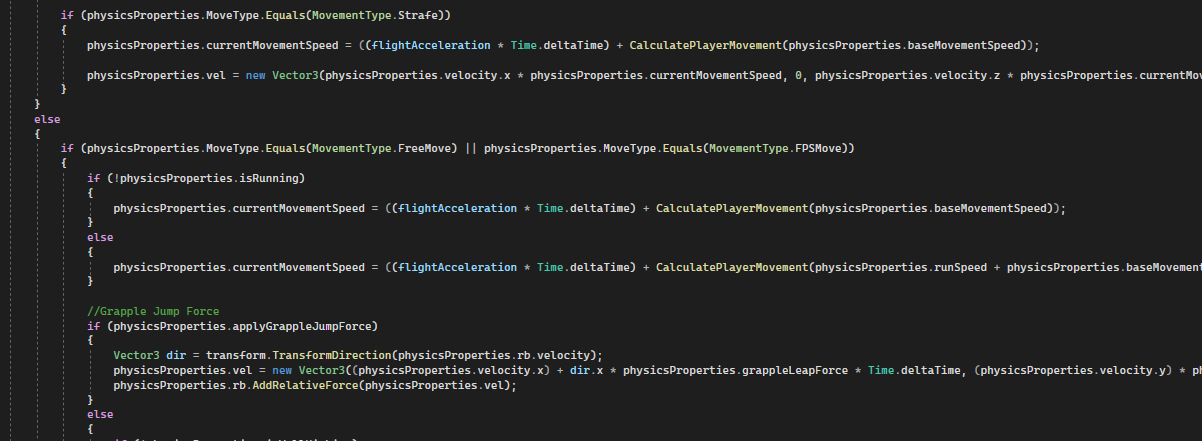 if (physicsProperties.MoveType.Equals(MovementType.Strafe))
{
physicsProperties.currentMovementSpeed = ((flightAcceleration * Time.deltaTime) + CalculatePlayerMovement(physicsProperties.baseMovementSpeed));
physicsProperties.vel = new Vector3(physicsProperties.velocity.x * physicsProperties.currentMovementSpeed, 0, physicsProperties.velocity.z * physicsProperties.currentMov
}
}
else
{
if (physicsProperties.MoveType.Equals(MovementType.FreeMove) || physicsProperties.MoveType.Equals(MovementType.FPSMove))
{
if (!physicsProperties.isRunning)
{
physicsProperties.currentMovementSpeed = ((flightAcceleration * Time.deltaTime) + CalculatePlayerMovement(physicsProperties.baseMovementSpeed));
}
else
{
physicsProperties.currentMovementSpeed = ((flightAcceleration * Time.deltaTime) + CalculatePlayerMovement(physicsProperties.runSpeed + physicsProperties.baseMovement
}
//Grapple Jump Force
if (physicsProperties.applyGrappleJumpForce)
{
Vector3 dir = transform.TransformDirection(physicsProperties.rb.velocity);
physicsProperties.vel = new Vector3((physicsProperties.velocity.x) + dir.x * physicsProperties.grappleLeapForce * Time.deltaTime, (physicsProperties.velocity.y) * ph
physicsProperties.rb.AddRelativeForce(physicsProperties.vel);
}
else
{